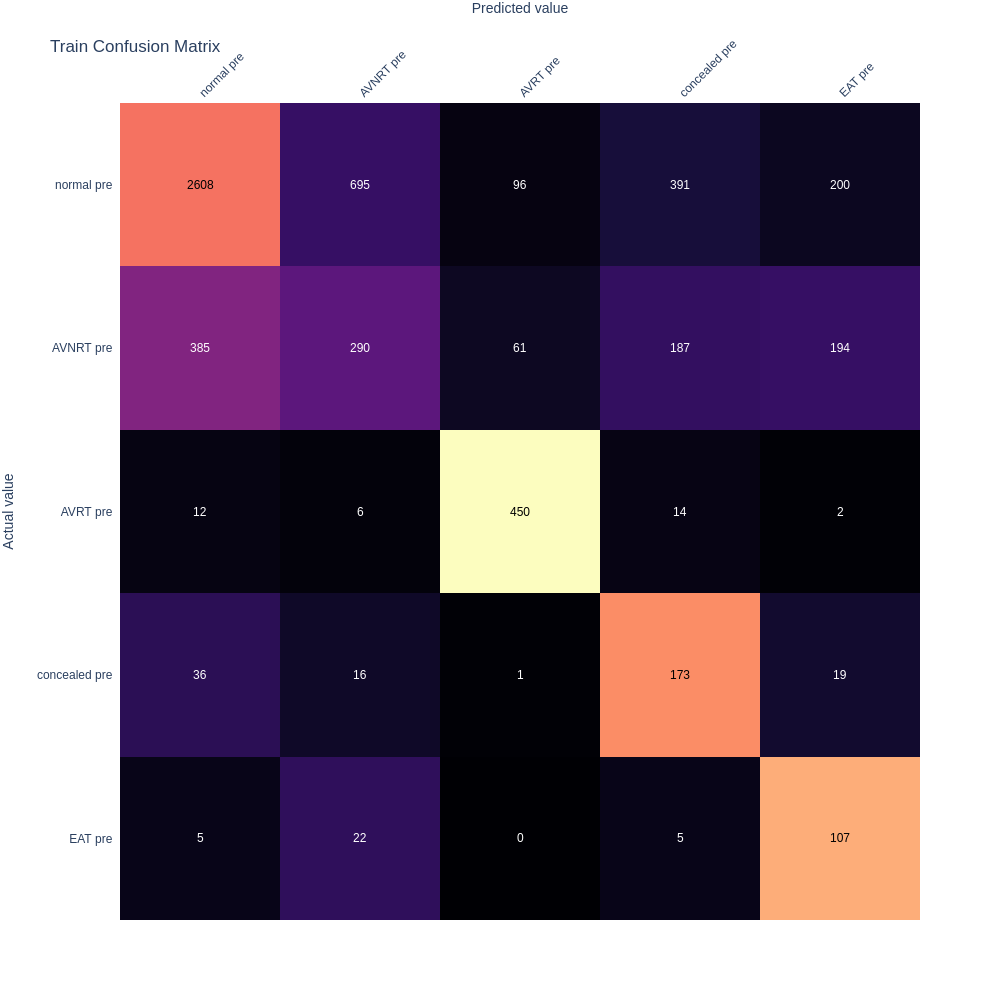 Predicted value
Train Confusion Matrix
normal pre
AVNRT pre
AVRT pre
concealed pre
EAT pre
normal pre 2608 695 96 391 200
AVNRT pre 385 290 61 187 194
AVRT pre 12 6 450 14 2
Actual value
concealed pre 36 16 1 173 19
EAT pre 5 22 0 5 107